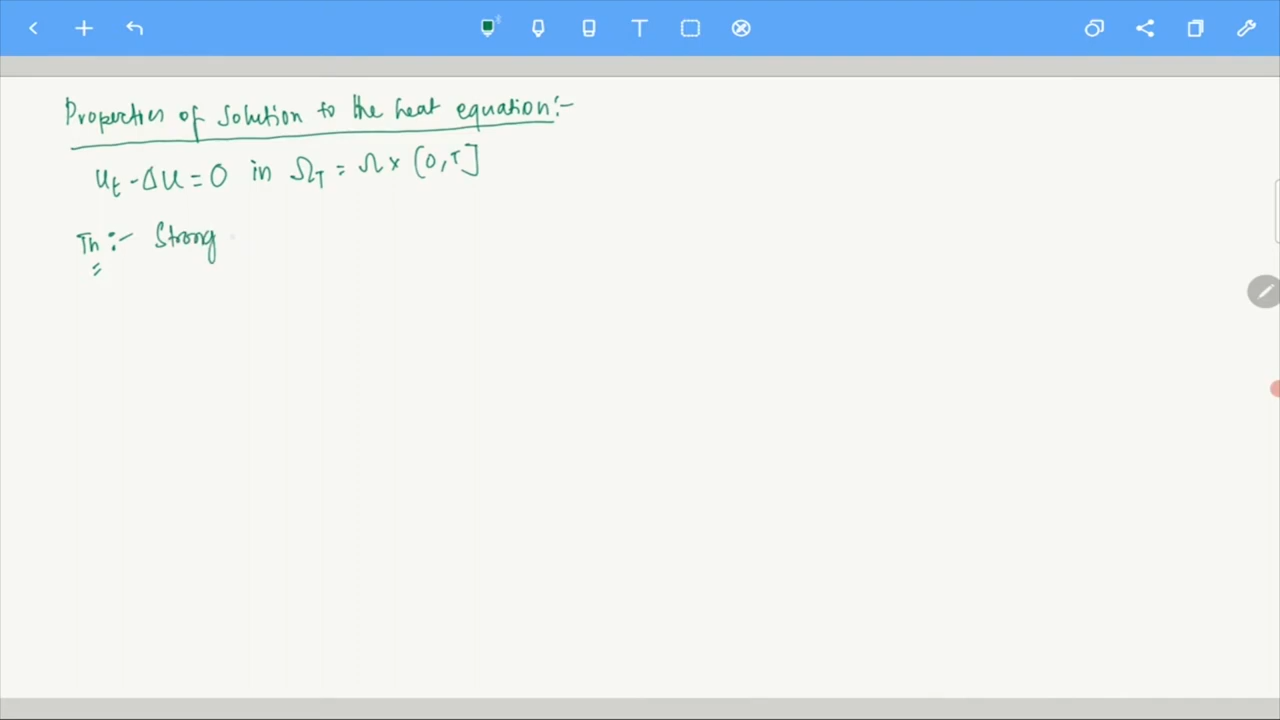 Properties of Solution to the heat equation:-
u_t - Δu = 0 in Ω_T = Ω × (0,T]
Th :- Strong